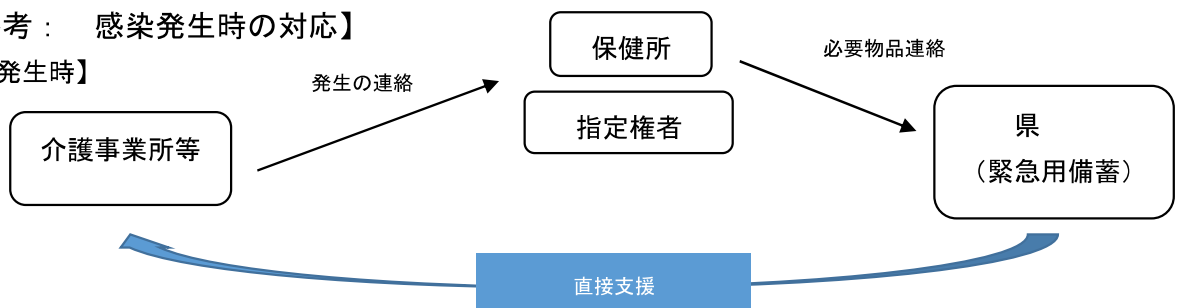 考： 感染発生時の対応】
発生時】
保健所
指定権者
発生の連絡
必要物品連絡
介護事業所等
県
（緊急用備蓄）
直接支援